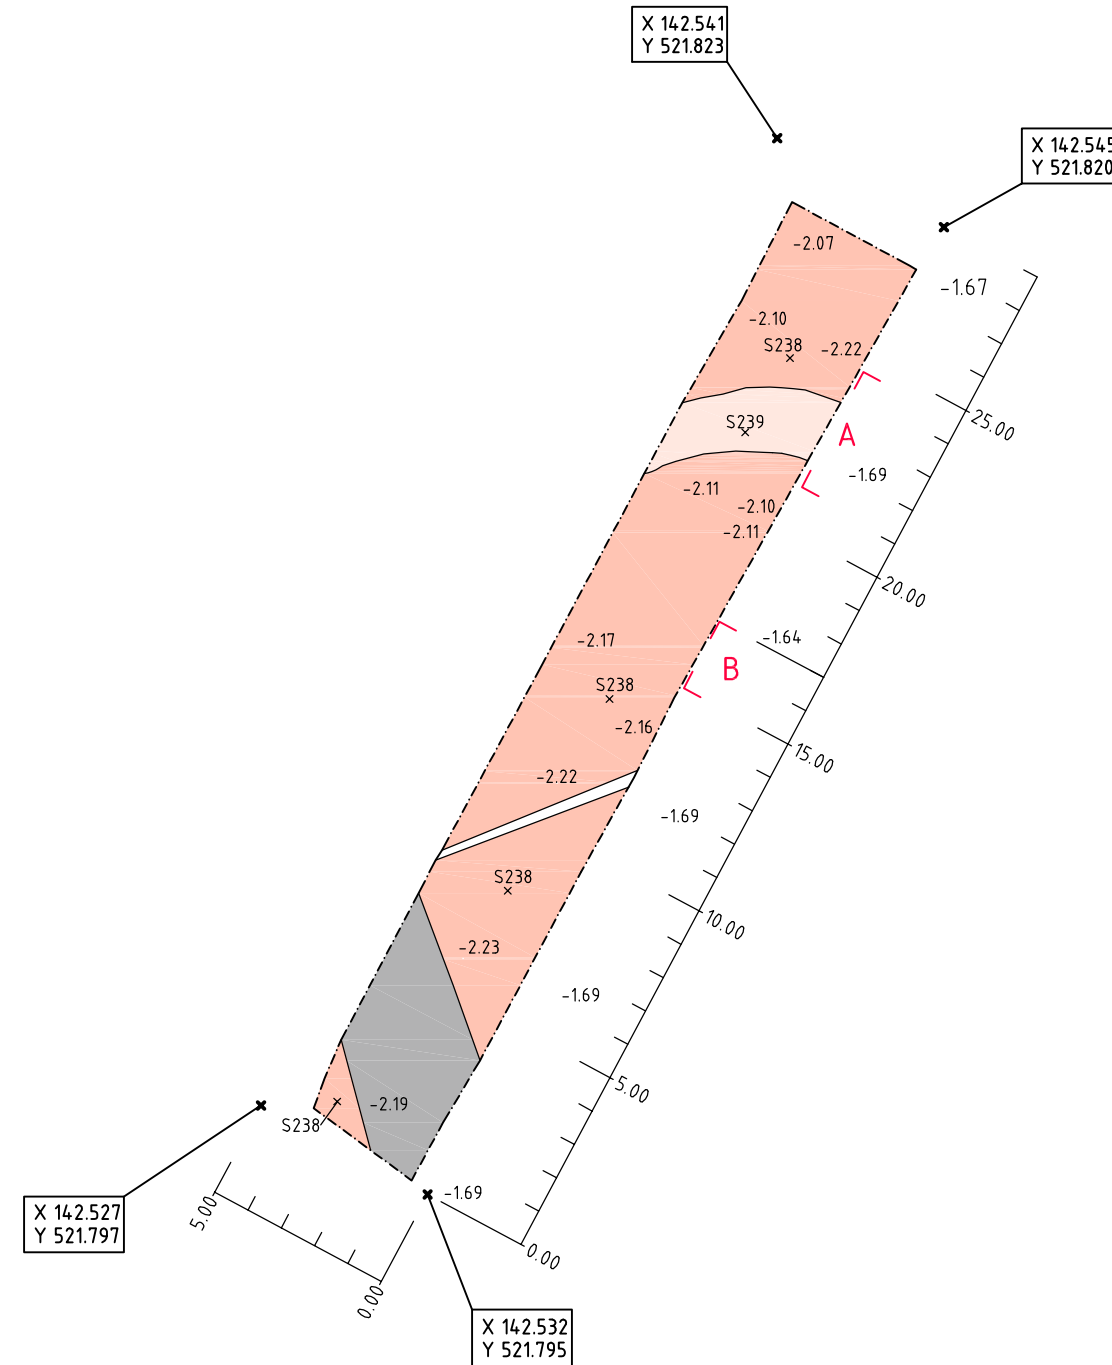 X 142.541
Y 521.823
X 142.545
Y 521.820
-2.07
-1.67
-2.10
S238
-2.22
25.00
S239
A
-1.69
-2.11
-2.10
-2.11
20.00
-2.17
-1.64
B
S238
-2.16
15.00
-2.22
-1.69
S238
10.00
-2.23
-1.69
5.00
-2.19
S238
-1.69
5.00
X 142.527
Y 521.797
0.00
0.00
X 142.532
Y 521.795